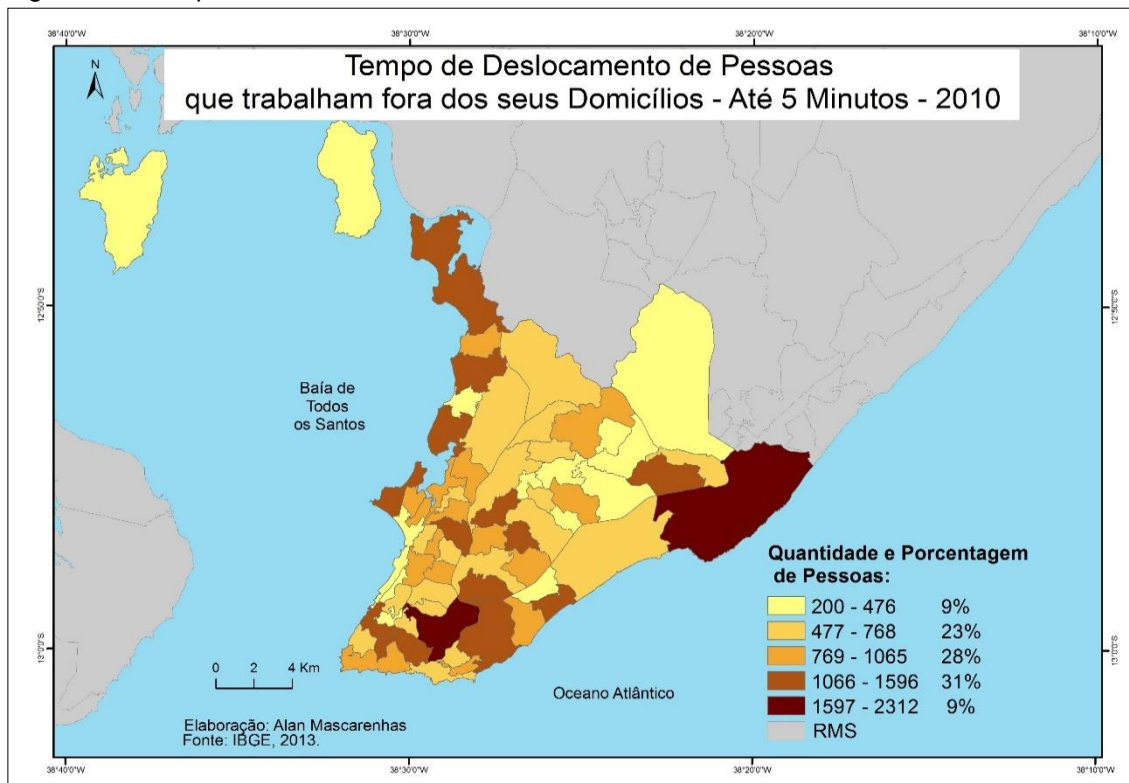 38°40'0"W 38°30'0"W 38°20'0"W 38°10'0"W
N
Tempo de Deslocamento de Pessoas
que trabalham fora dos seus Domicílios - Até 5 Minutos - 2010
12°50'0"S 12°50'0"S
Baía de
Todos
os Santos
Quantidade e Porcentagem
de Pessoas:
200 - 476 9%
477 - 768 23%
769 - 1065 28%
1066 - 1596 31%
1597 - 2312 9%
RMS
13°0'0"S 13°0'0"S
0 2 4 Km
Oceano Atlântico
Elaboração: Alan Mascarenhas
Fonte: IBGE, 2013.
38°40'0"W 38°30'0"W 38°20'0"W 38°10'0"W